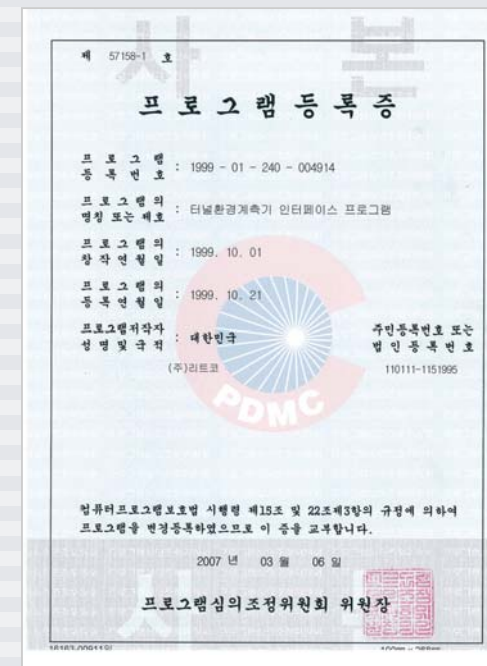 사 본
제 57158-1 호
프로그램등록증
프로그램
등록번호 : 1999 - 01 - 240 - 004914
프로그램의
명칭 또는 제호 : 터널환경계측기 인터페이스 프로그램
프로그램의
창작연월일 : 1999. 10. 01
프로그램의
등록연월일 : 1999. 10. 21
프로그램저작자
성명및국적 : 대한민국
주민등록번호 또는
법인등록번호
(주)리트코
110111-1151995
PDMC
컴퓨터프로그램보호법 시행령 제15조 및 22조제3항의 규정에 의하여
프로그램을 변경등록하였으므로 이 증을 교부합니다.
2007 년 03 월 06 일
프로그램심의조정위원회 위원장
사